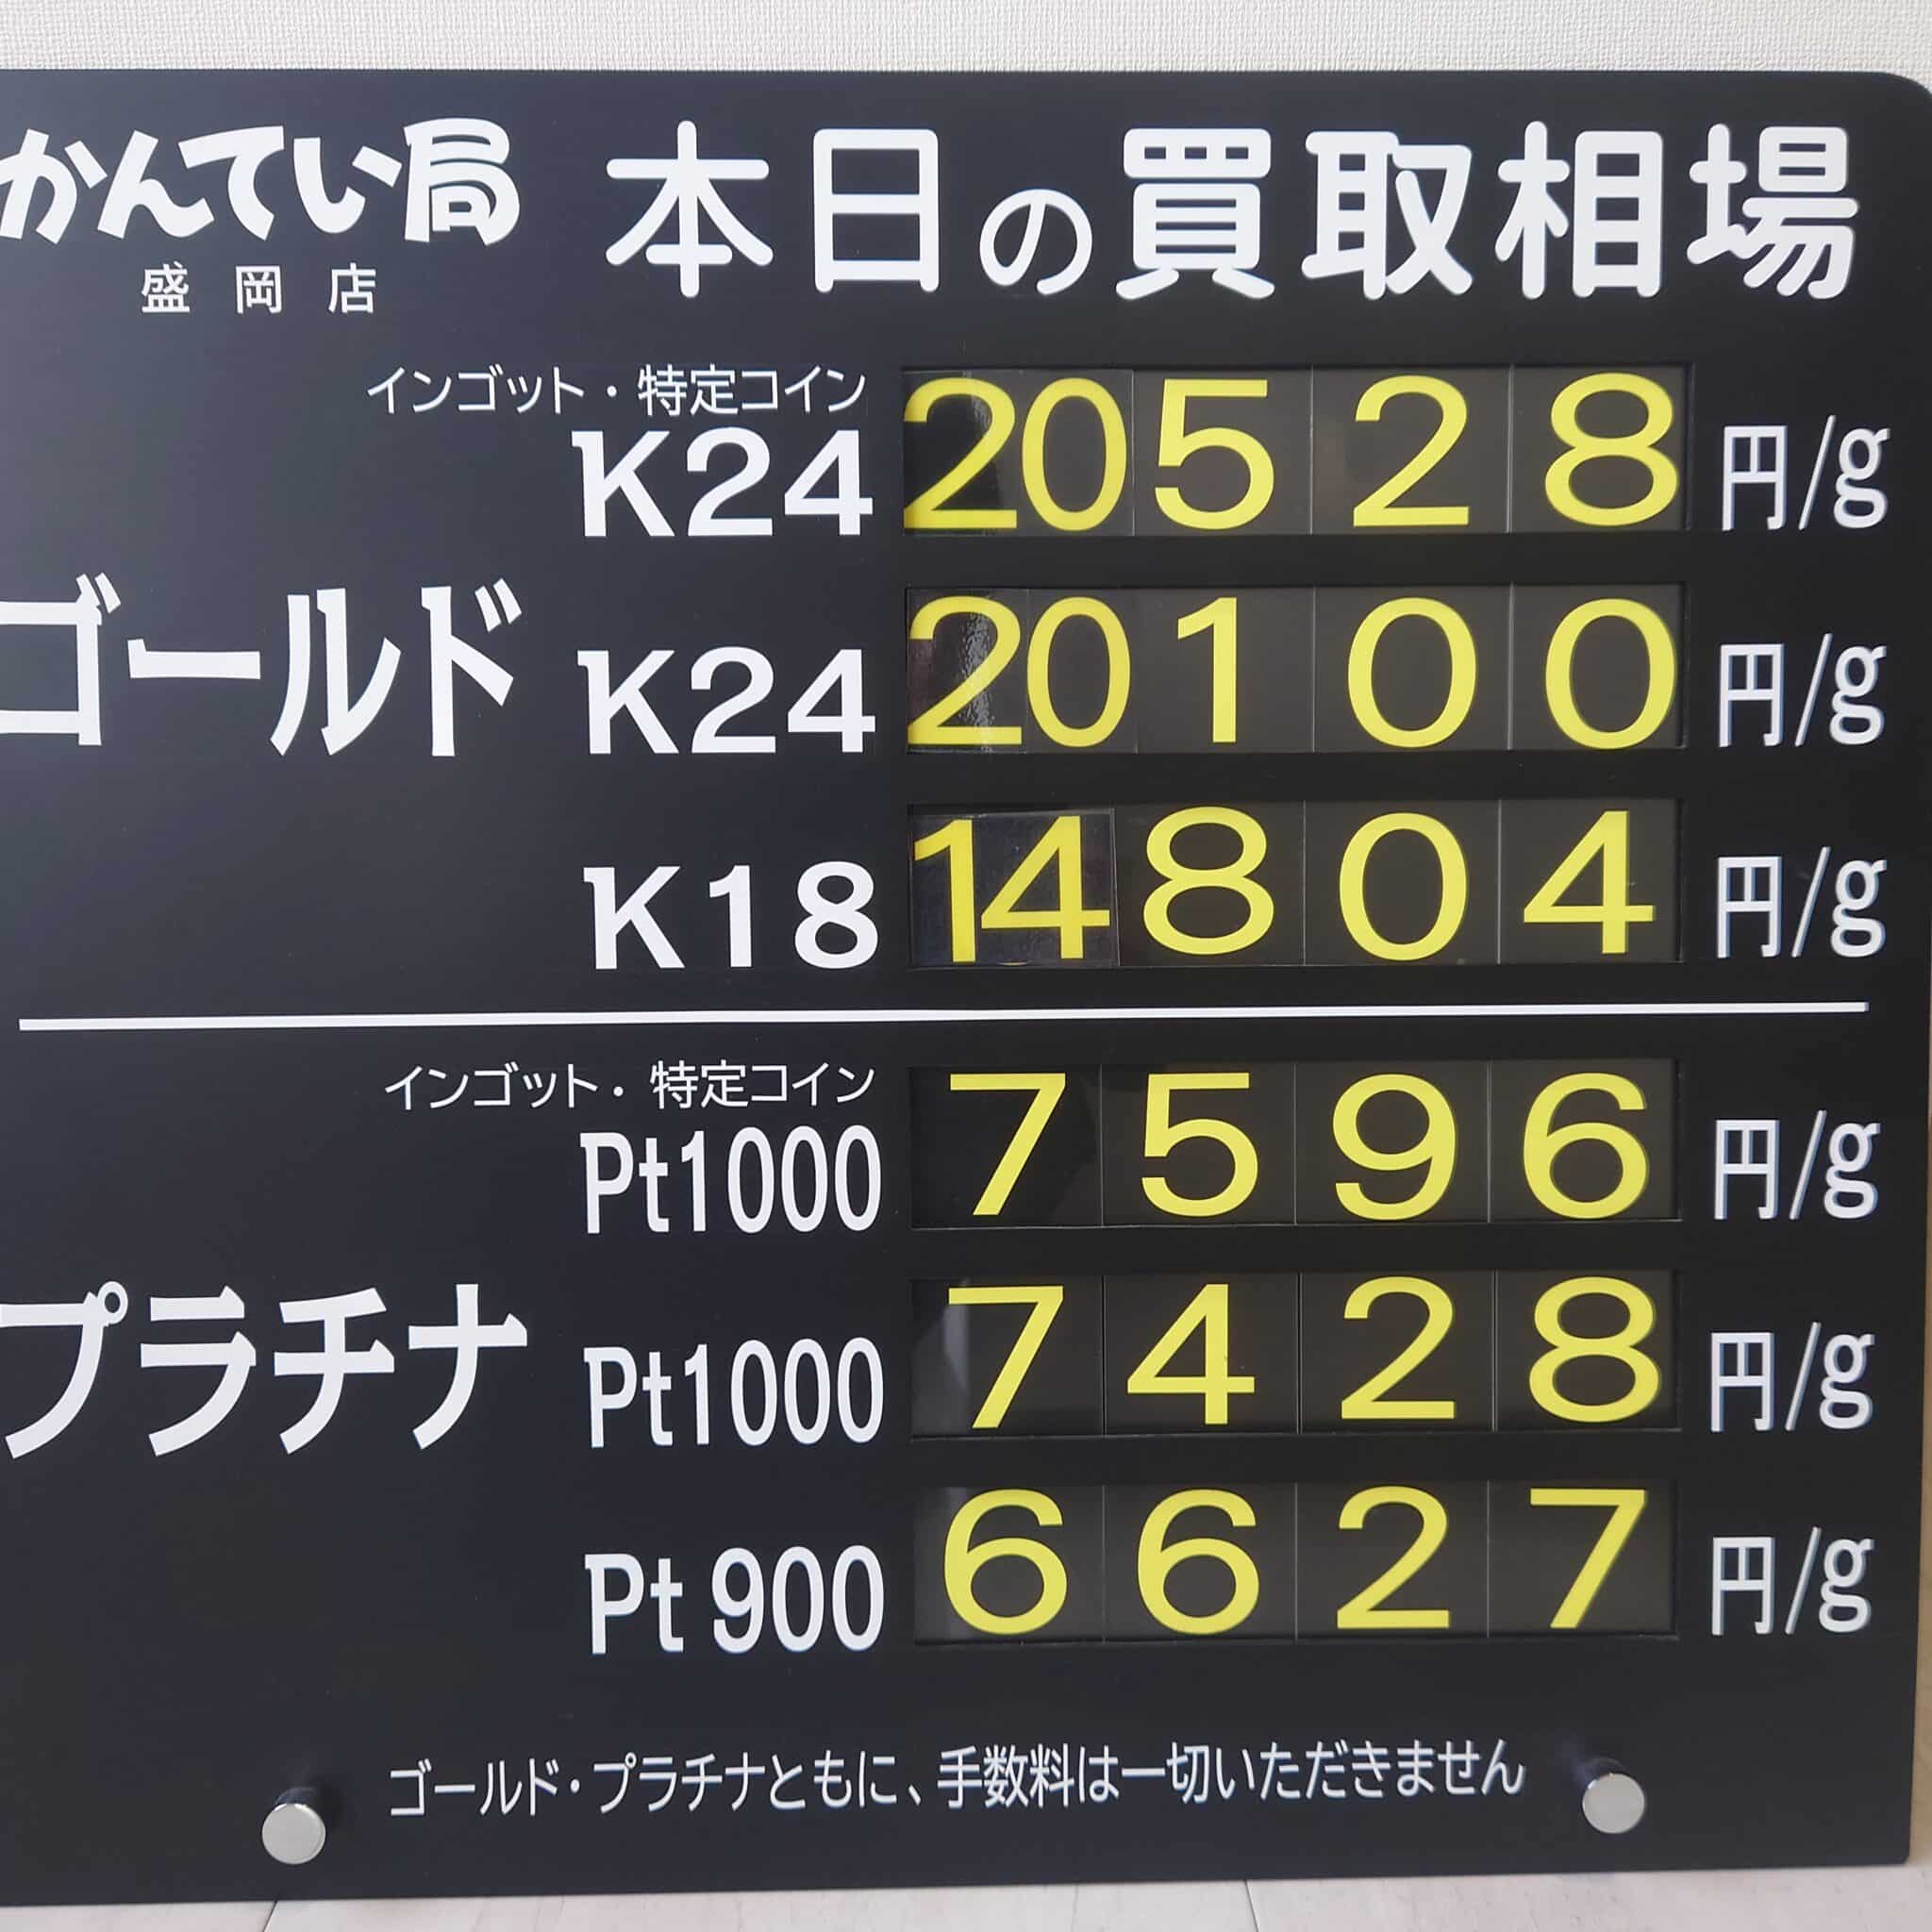 かんてい局 本日の買取相場
盛岡店
インゴット・特定コイン
K24 20528 円/g
ゴールド K24 20100 円/g
K18 14804 円/g
インゴット・特定コイン
Pt1000 7596 円/g
プラチナ Pt1000 7428 円/g
Pt900 6627 円/g
ゴールド・プラチナともに、手数料は一切いただきません